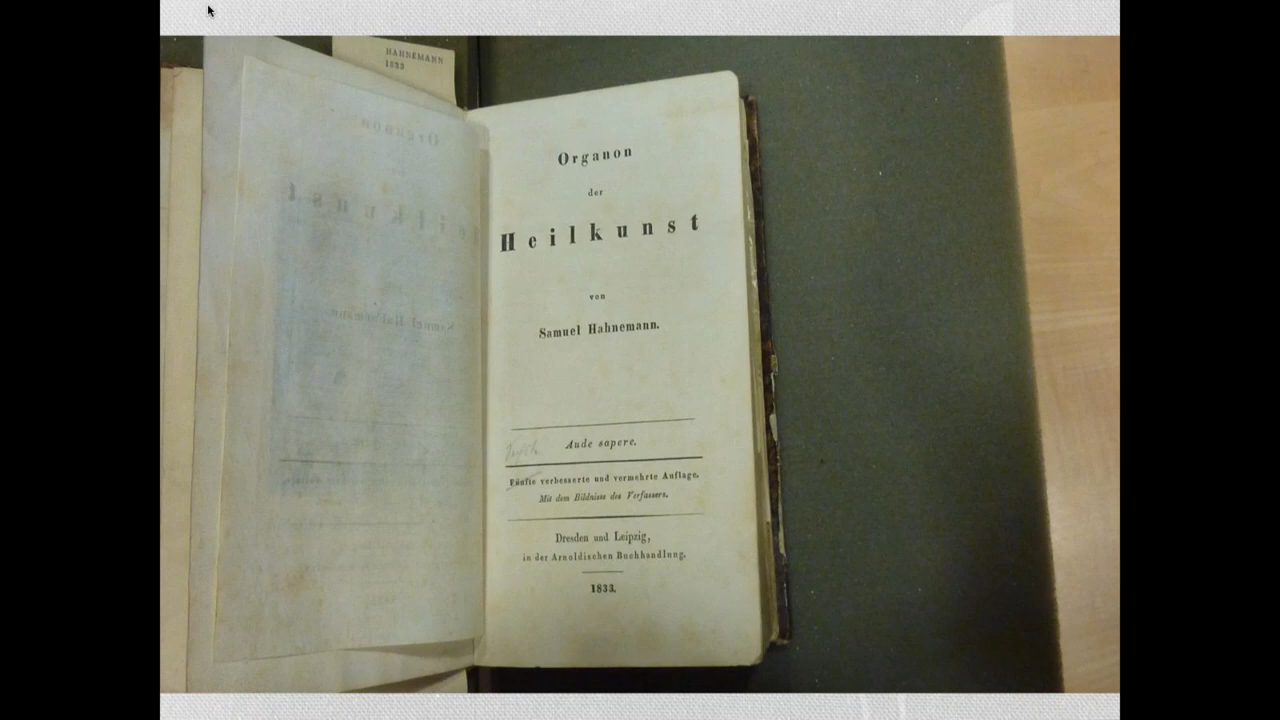 HAHNEMANN
1833
Organon
der
Heilkunst
von
Samuel Hahnemann.
Aude sapere.
Fünfte verbesserte und vermehrte Auflage.
Mit dem Bildniss des Verfassers.
Dresden und Leipzig,
in der Arnoldischen Buchhandlung.
1833.